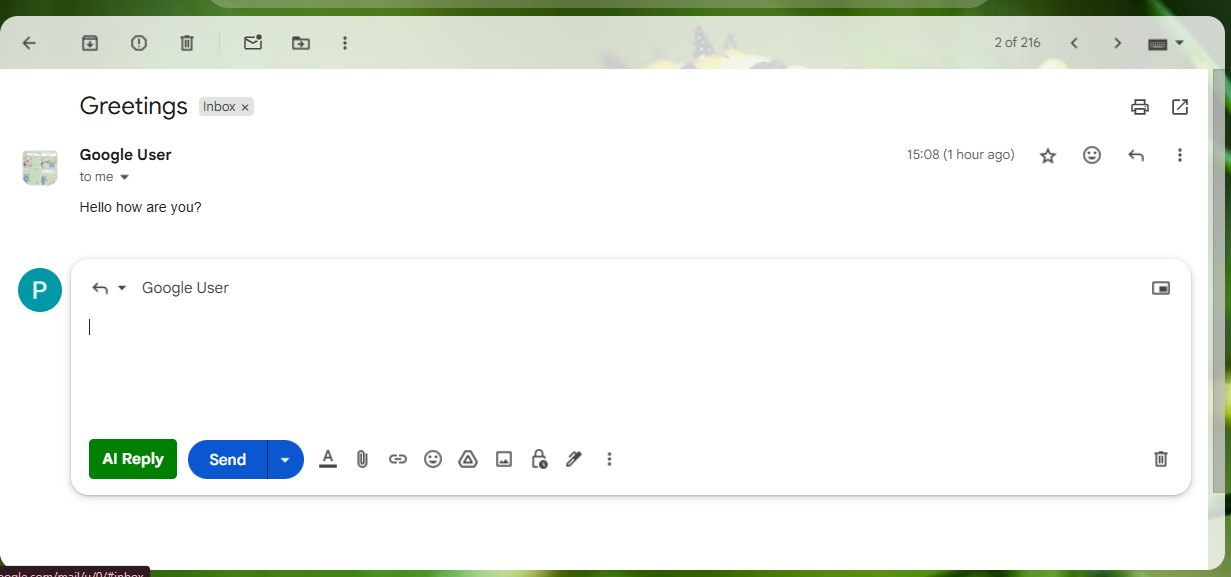 2 of 216
Greetings Inbox ×
Google User 15:08 (1 hour ago)
to me
Hello how are you?
P Google User
AI Reply Send
oogle.com/mail/u/0/#inbox